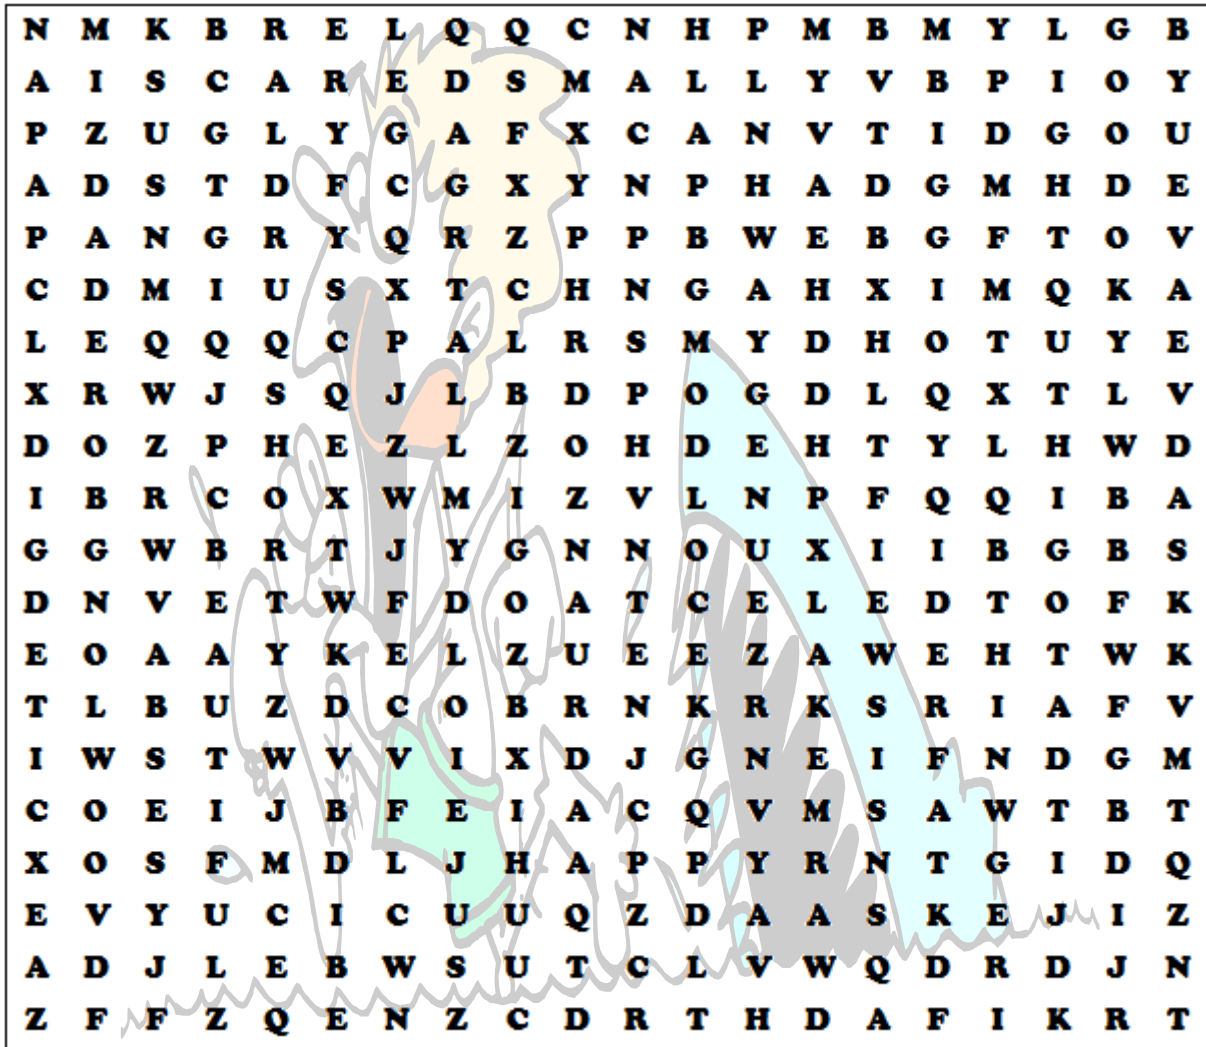 N M K B R E L Q Q C N H P M B M Y L G B
A I S C A R E D S M A L L Y V B P I O Y
P Z U G L Y G A F X C A N V T I D G O U
A D S T D F C G X Y N P H A D G M H D E
P A N G R Y Q R Z P P B W E B G F T O V
C D M I U S X T C H N G A H X I M Q K A
L E Q Q Q C P A L R S M Y D H O T U Y E
X R W J S Q J L B D P O G D L Q X T L V
D O Z P H E Z L Z O H D E H T Y L H W D
I B R C O X W M I Z V L N P F Q Q I B A
G G W B R T J Y G N N O U X I I B G B S
D N V E T W F D O A T C E L E D T O F K
E O A A Y K E L Z U E E Z A W E H T W K
T L B U Z D C O B R N K R K S R I A F V
I W S T W V V I X D J G N E I F N D G M
C O E I J B F E I A C Q V M S A W T B T
X O S F M D L J H A P P Y R N T G I D Q
E V Y U C I C U U Q Z D A A S K E J I Z
A D J L E B W S U T C L V W Q D R D J N
Z F F Z Q E N Z C D R T H D A F I K R T